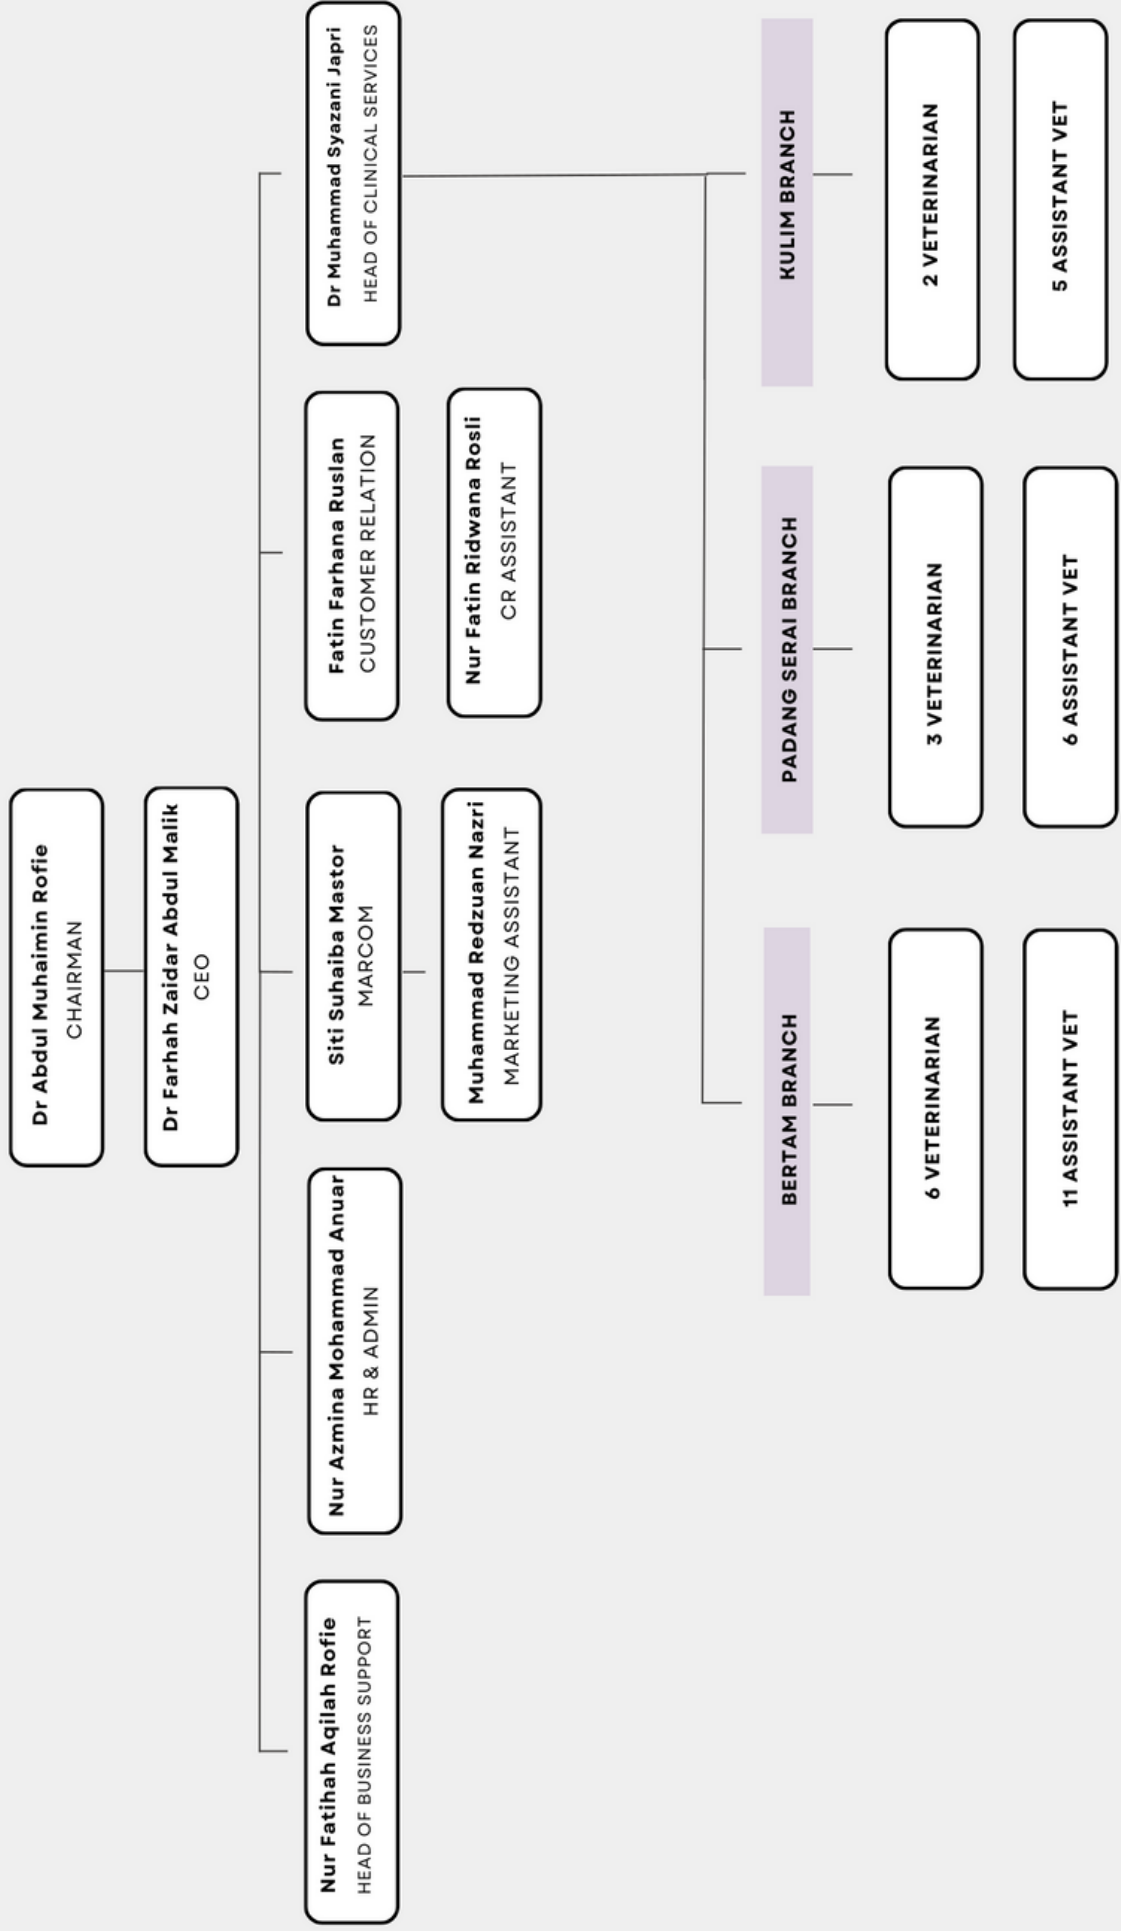 Dr Abdul Muhaimin Rofie
CHAIRMAN
Dr Farhah Zaidar Abdul Malik
CEO
Nur Fatihah Aqilah Rofie
HEAD OF BUSINESS SUPPORT
Nur Azmina Mohammad Anuar
HR & ADMIN
Siti Suhaiba Mastor
MARCOM
Fatin Farhana Ruslan
CUSTOMER RELATION
Dr Muhammad Syazani Japri
HEAD OF CLINICAL SERVICES
Muhammad Redzuan Nazri
MARKETING ASSISTANT
Nur Fatin Ridwana Rosli
CR ASSISTANT
BERTAM BRANCH
PADANG SERAI BRANCH
KULIM BRANCH
6 VETERINARIAN
3 VETERINARIAN
2 VETERINARIAN
11 ASSISTANT VET
6 ASSISTANT VET
5 ASSISTANT VET